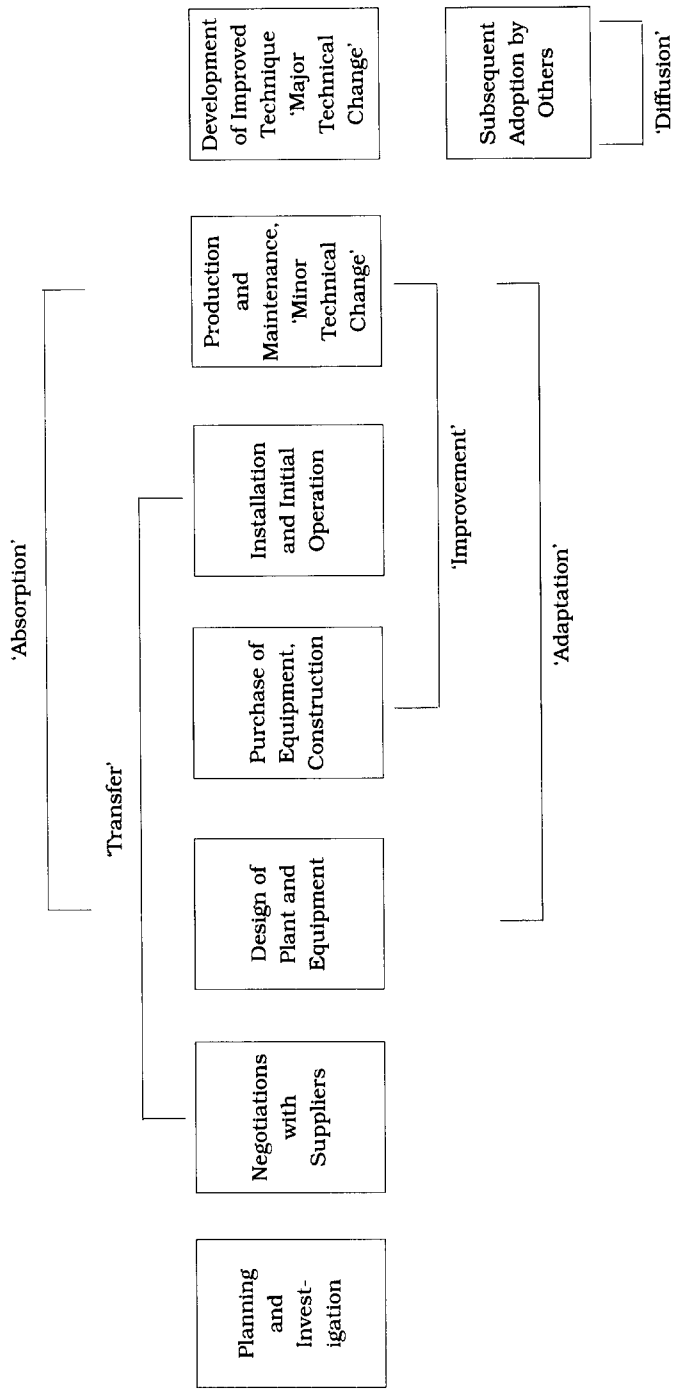 'Absorption'
'Transfer'
Planning
and
Invest-
igation
Negotiations
with
Suppliers
Design of
Plant and
Equipment
Purchase of
Equipment,
Construction
Installation
and Initial
Operation
Production
and
Maintenance,
'Minor
Technical
Change'
Development
of Improved
Technique
'Major
Technical
Change'
'Improvement'
'Adaptation'
Subsequent
Adoption by
Others
'Diffusion'